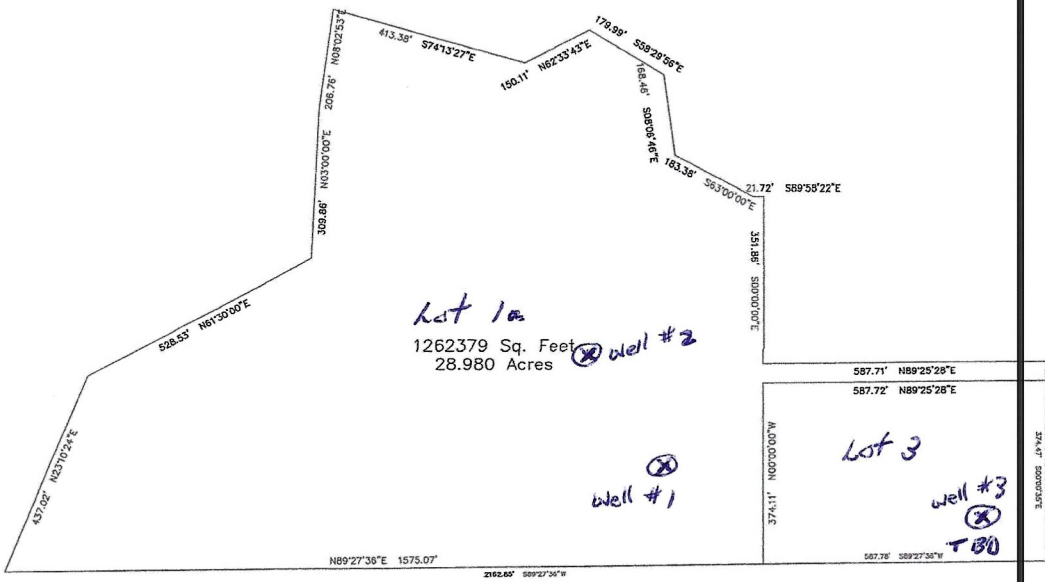 413.38' S74°13'27"E
150.11' N62°33'43"E
179.99' S58°29'56"E
168.46' S08°06'46"E
183.38' S63°00'00"E
21.72' S89°58'22"E
351.86' S00°00'00"E
206.76' N08°02'53"E
309.86' N03°00'00"E
528.53' N61°30'00"E
437.02' N23°10'24"E
Lot 1a
1262379 Sq. Feet
28.980 Acres
well #2
587.71' N89°25'28"E
587.72' N89°25'28"E
Lot 3
374.11' N00°00'00"W
374.47' S00°00'35"E
well #1
well #3
TBD
N89°27'36"E 1575.07'
587.78' S89°27'36"W
2162.85' S89°27'36"W